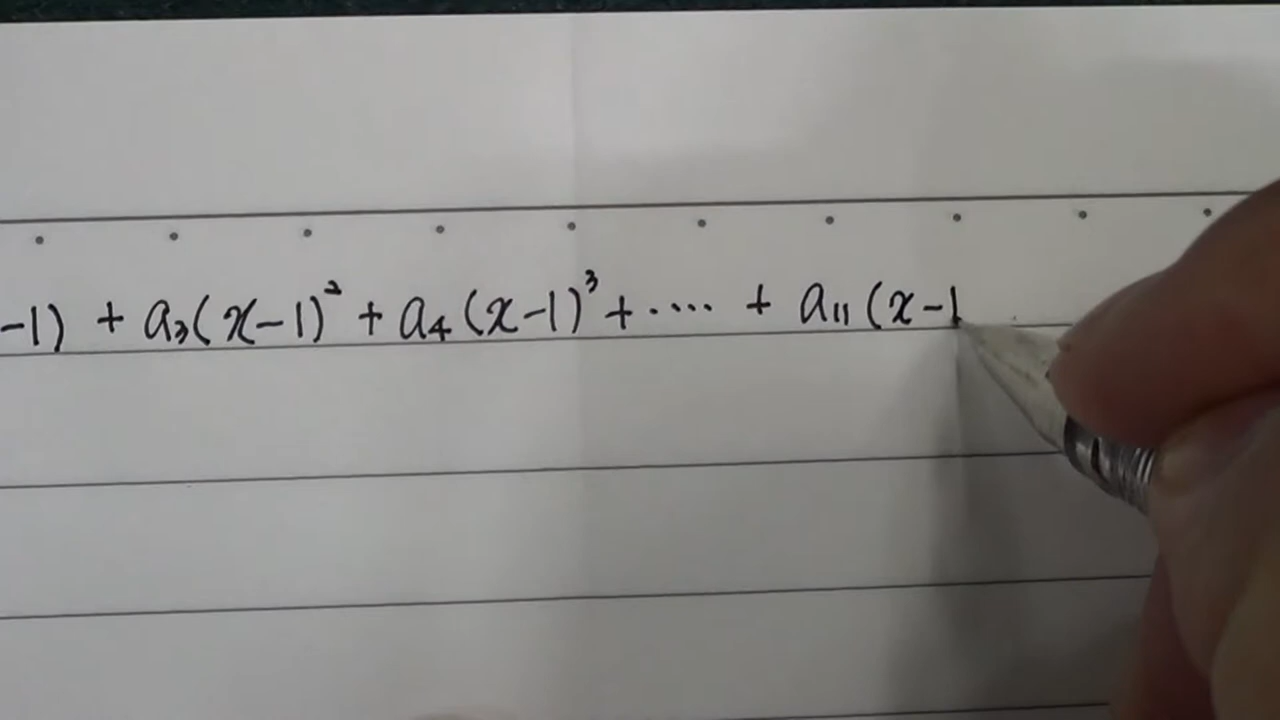 -1) + a₃(x-1)² + a₄(x-1)³ + ···· + a₁₁(x-1